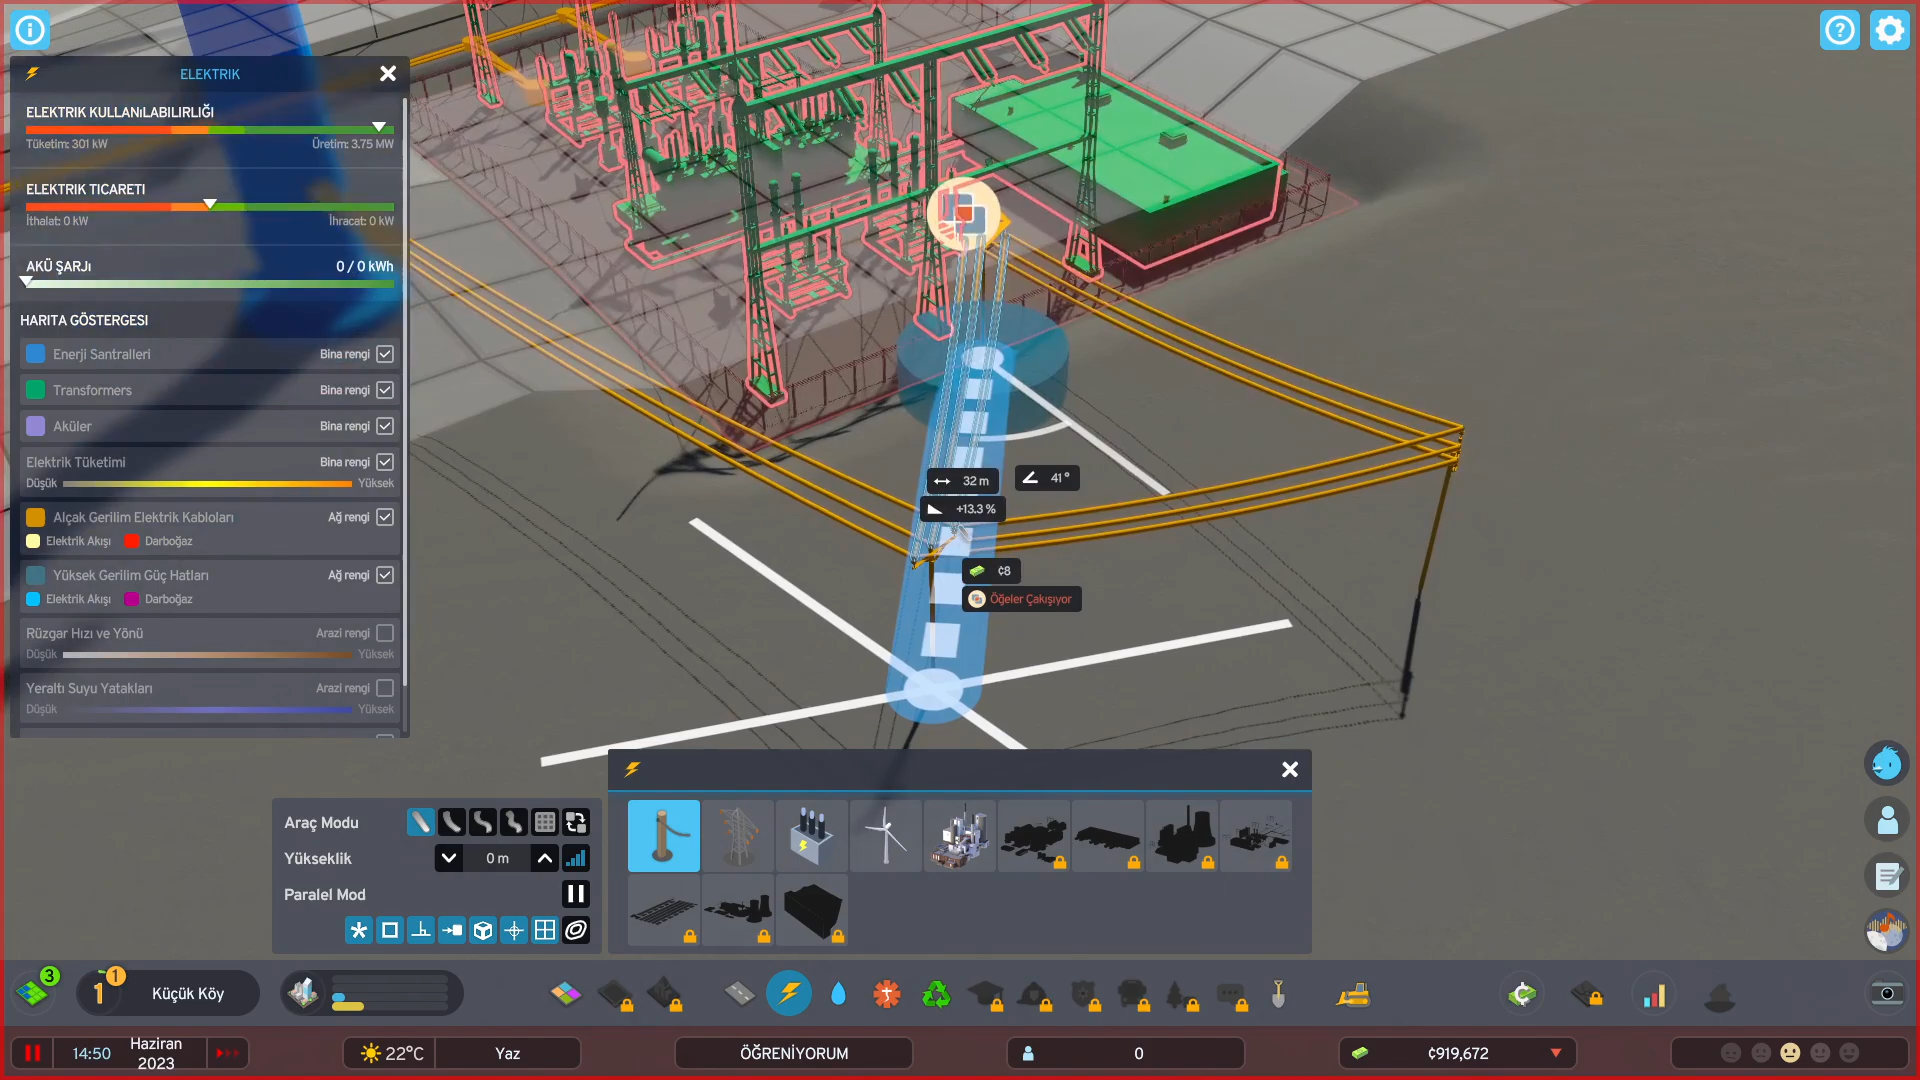 ELEKTRIK
ELEKTRIK KULLANıLABILIRLIĞI
Tüketim: 301 kW
Üretim: 3.75 MW
ELEKTRIK TICARETI
İthalat: 0 kW
İhracat: 0 kW
AKÜ ŞARJı
0 / 0 kWh
HARITA GÖSTERGESI
Enerji Santralleri
Bina rengi
Transformers
Bina rengi
Aküler
Bina rengi
Elektrik Tüketimi
Bina rengi
Düşük
Yüksek
Alçak Gerilim Elektrik Kabloları
Ağ rengi
Elektrik Akışı
Darboğaz
Yüksek Gerilim Güç Hatları
Ağ rengi
Elektrik Akışı
Darboğaz
Rüzgar Hızı ve Yönü
Arazi rengi
Düşük
Yüksek
Yeraltı Suyu Yatakları
Arazi rengi
Düşük
Yüksek
32 m
41°
+13.3 %
¢8
Öğeler Çakışıyor
Araç Modu
Yükseklik
0 m
Paralel Mod
3
1
1
Küçük Köy
14:50
Haziran
2023
22°C
Yaz
ÖĞRENİYORUM
0
¢919,672